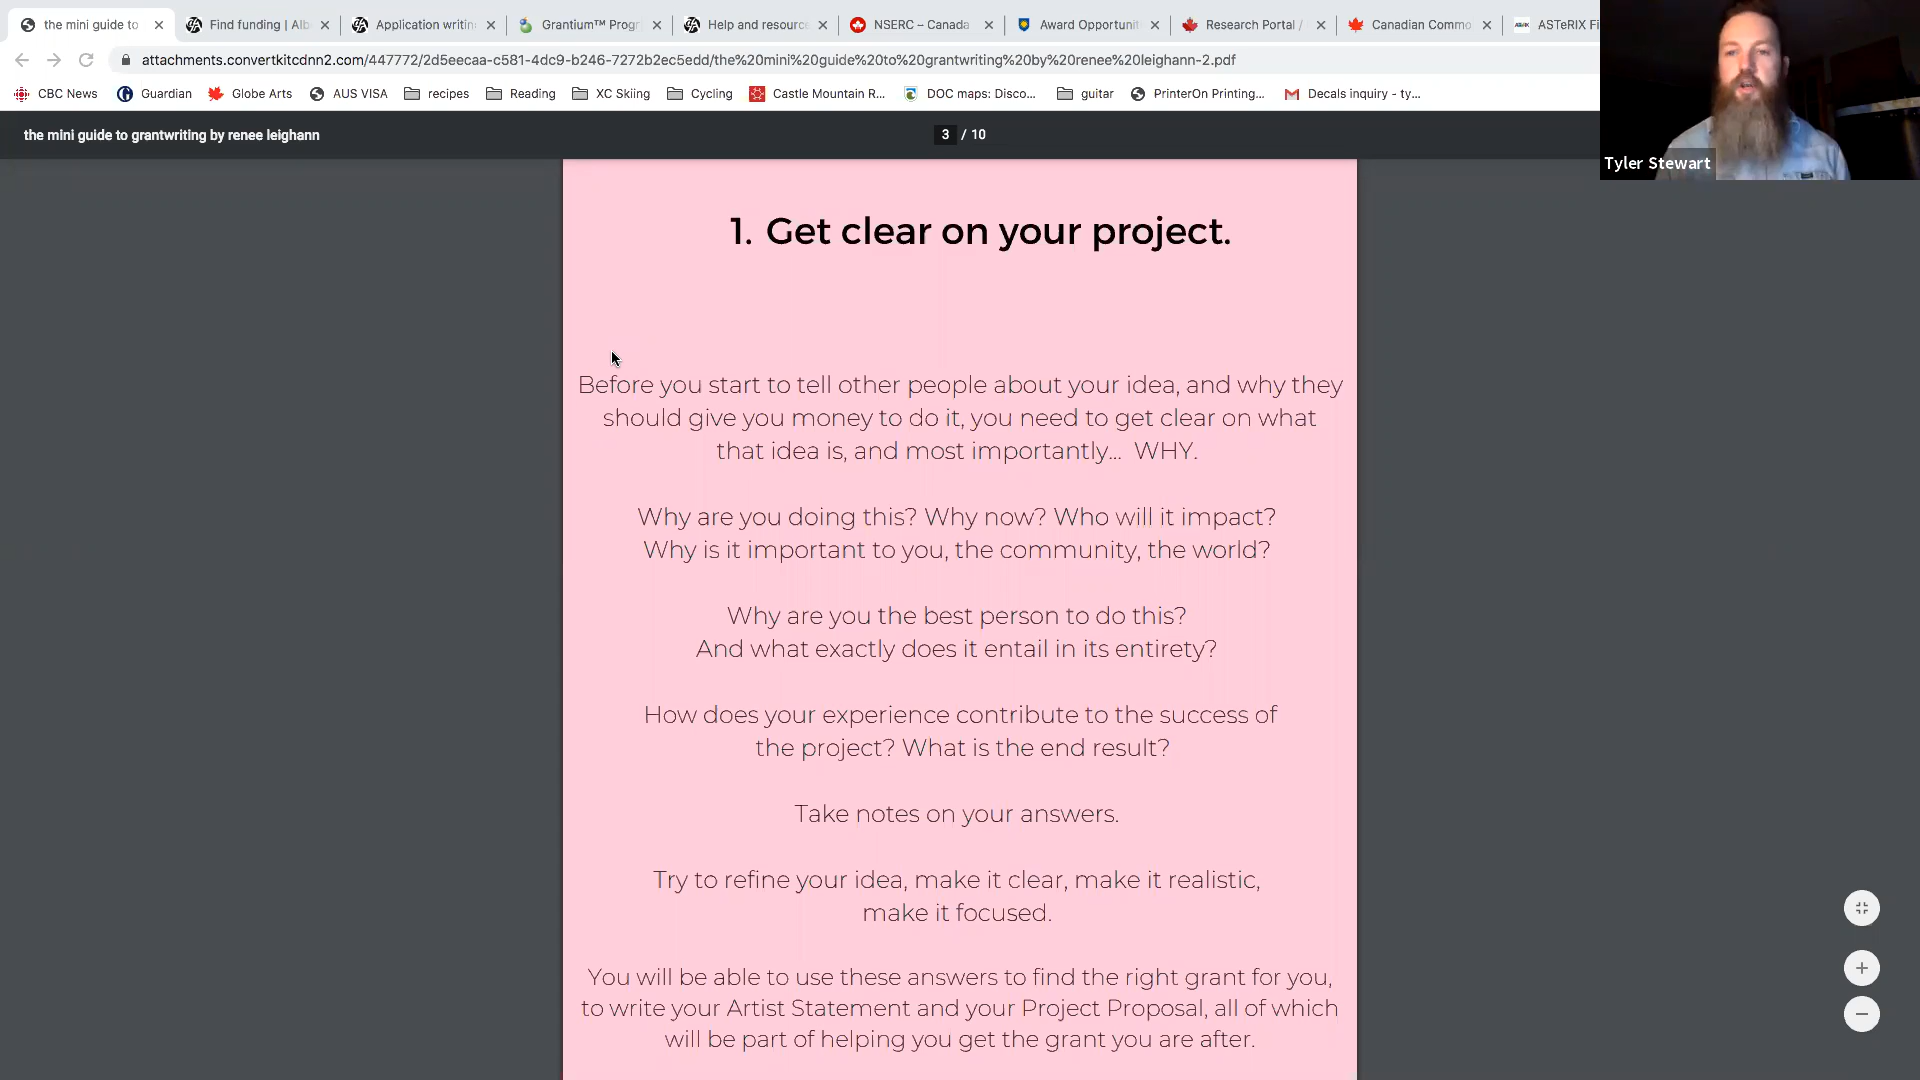 the mini guide to
Find funding | Alb
Application writin
Grantium™ Progr
Help and resource
NSERC – Canada
Award Opportuni
Research Portal /
Canadian Commo
ASTeRIX Fi
attachments.convertkitcdnn2.com/447772/2d5eecaa-c581-4dc9-b246-7272b2ec5edd/the%20mini%20guide%20to%20grantwriting%20by%20renee%20leighann-2.pdf
CBC News
Guardian
Globe Arts
AUS VISA
recipes
Reading
XC Skiing
Cycling
Castle Mountain R...
DOC maps: Disco...
guitar
PrinterOn Printing...
Decals inquiry - ty...
the mini guide to grantwriting by renee leighann
3 / 10
Tyler Stewart
1. Get clear on your project.
Before you start to tell other people about your idea, and why they
should give you money to do it, you need to get clear on what
that idea is, and most importantly... WHY.
Why are you doing this? Why now? Who will it impact?
Why is it important to you, the community, the world?
Why are you the best person to do this?
And what exactly does it entail in its entirety?
How does your experience contribute to the success of
the project? What is the end result?
Take notes on your answers.
Try to refine your idea, make it clear, make it realistic,
make it focused.
You will be able to use these answers to find the right grant for you,
to write your Artist Statement and your Project Proposal, all of which
will be part of helping you get the grant you are after.